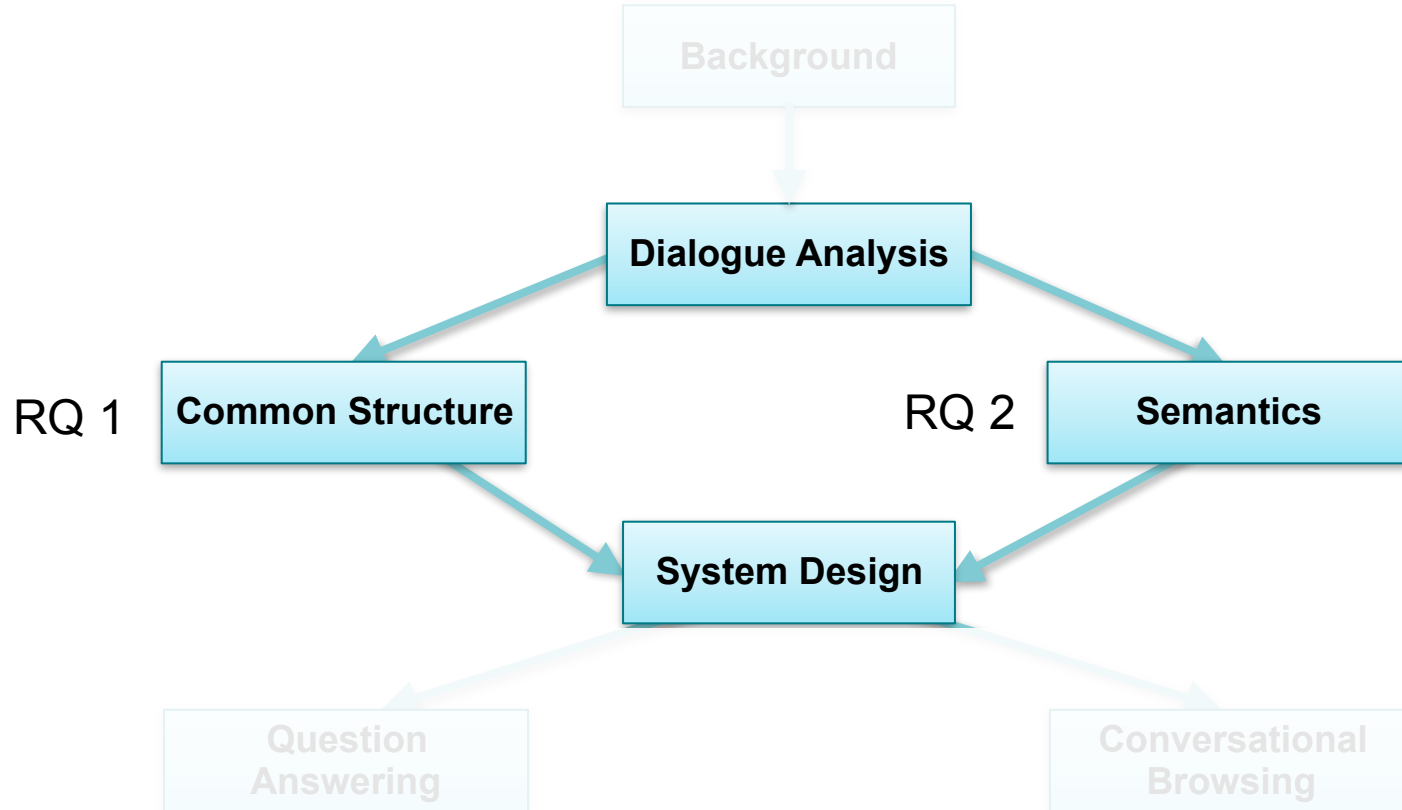 Background
Dialogue Analysis
RQ 1
Common Structure
RQ 2
Semantics
System Design
Question
Answering
Conversational
Browsing